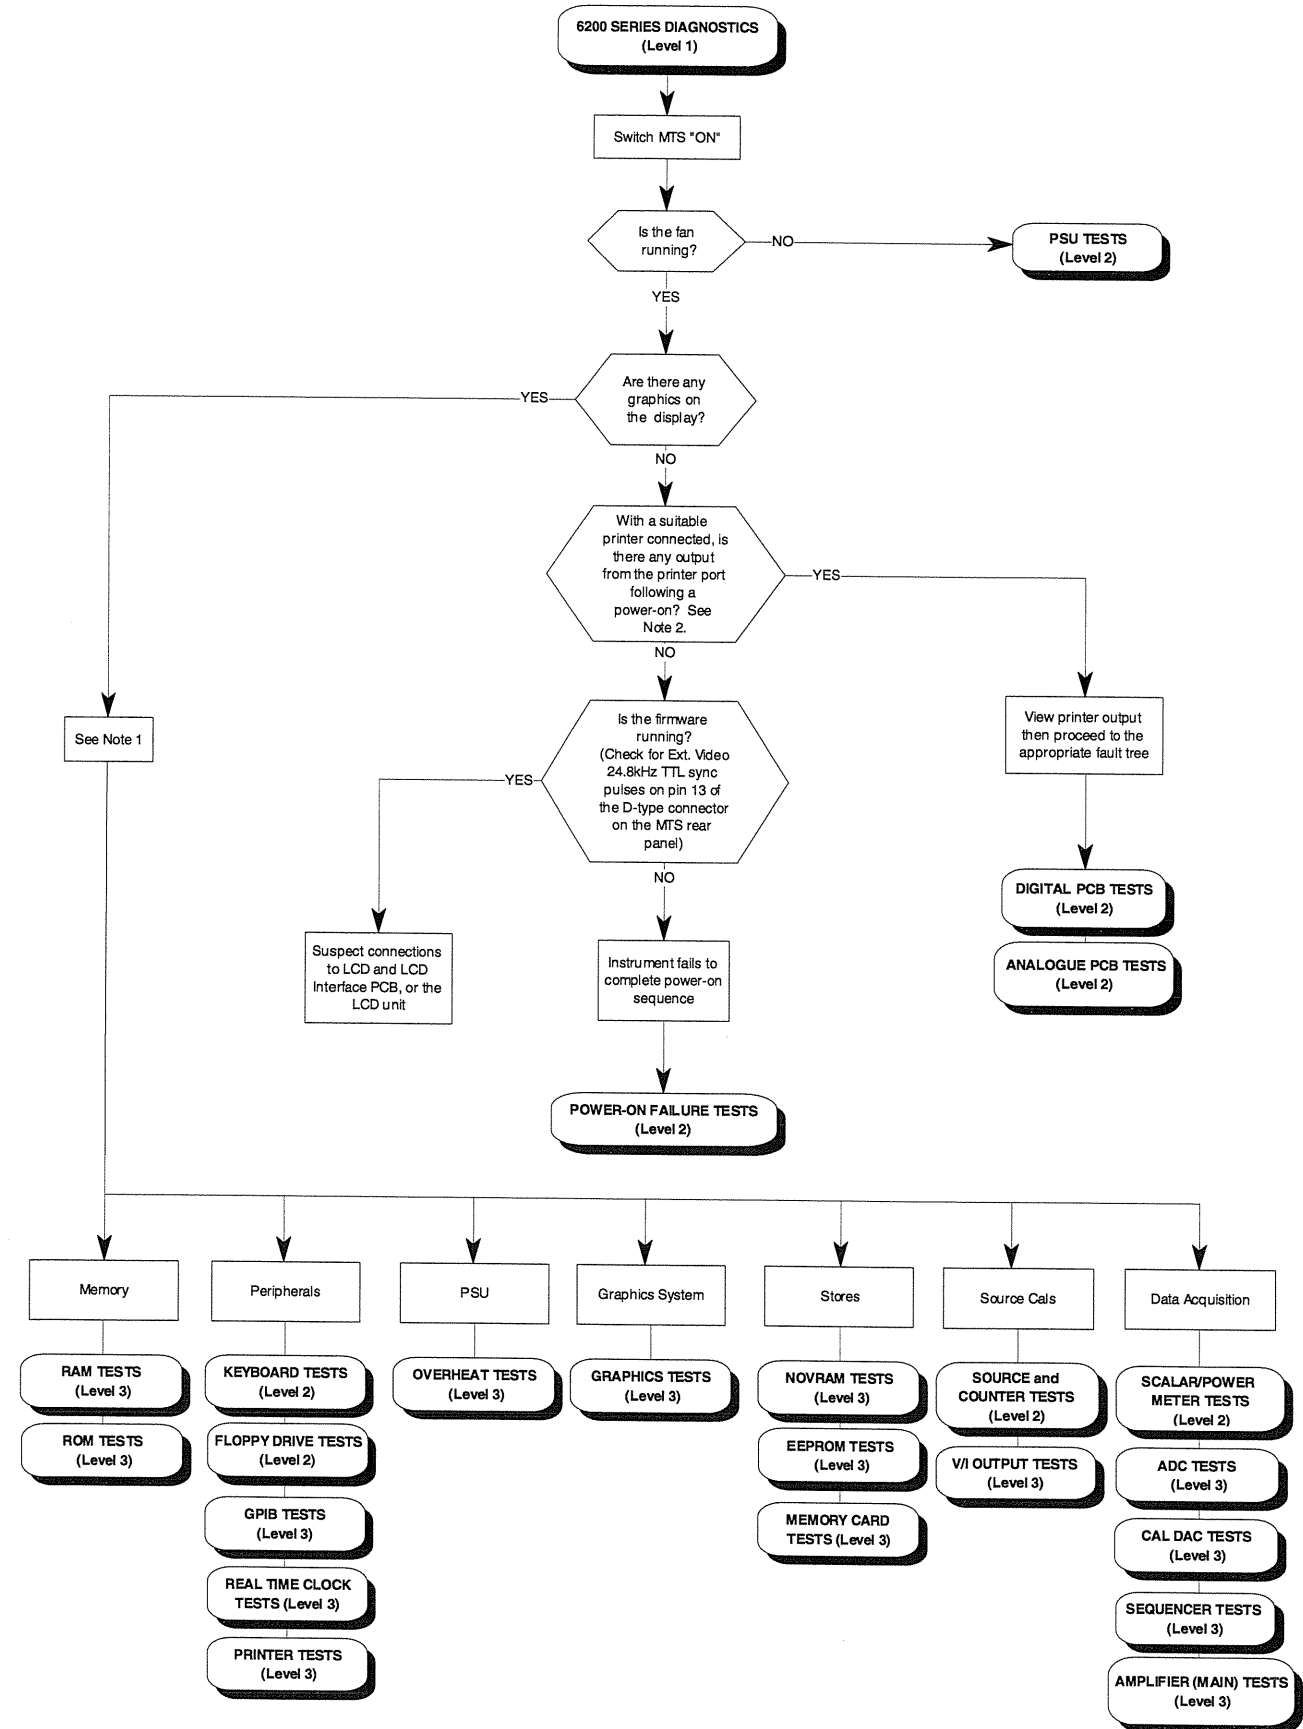 6200 SERIES DIAGNOSTICS
(Level 1)
Switch MTS "ON"
Is the fan
running?
NO
PSU TESTS
(Level 2)
YES
Are there any
graphics on
the display?
YES
NO
With a suitable
printer connected, is
there any output
from the printer port
following a
power-on? See
Note 2.
YES
NO
See Note 1
Is the firmware
running?
(Check for Ext. Video
24.8kHz TTL sync
pulses on pin 13 of
the D-type connector
on the MTS rear
panel)
YES
View printer output
then proceed to the
appropriate fault tree
NO
DIGITAL PCB TESTS
(Level 2)
ANALOGUE PCB TESTS
(Level 2)
Suspect connections
to LCD and LCD
Interface PCB, or the
LCD unit
Instrument fails to
complete power-on
sequence
POWER-ON FAILURE TESTS
(Level 2)
Memory
Peripherals
PSU
Graphics System
Stores
Source Cals
Data Acquisition
RAM TESTS
(Level 3)
ROM TESTS
(Level 3)
KEYBOARD TESTS
(Level 2)
FLOPPY DRIVE TESTS
(Level 2)
GPIB TESTS
(Level 3)
REAL TIME CLOCK
TESTS (Level 3)
PRINTER TESTS
(Level 3)
OVERHEAT TESTS
(Level 3)
GRAPHICS TESTS
(Level 3)
NOVRAM TESTS
(Level 3)
EEPROM TESTS
(Level 3)
MEMORY CARD
TESTS (Level 3)
SOURCE and
COUNTER TESTS
(Level 2)
V/I OUTPUT TESTS
(Level 3)
SCALAR/POWER
METER TESTS
(Level 2)
ADC TESTS
(Level 3)
CAL DAC TESTS
(Level 3)
SEQUENCER TESTS
(Level 3)
AMPLIFIER (MAIN) TESTS
(Level 3)